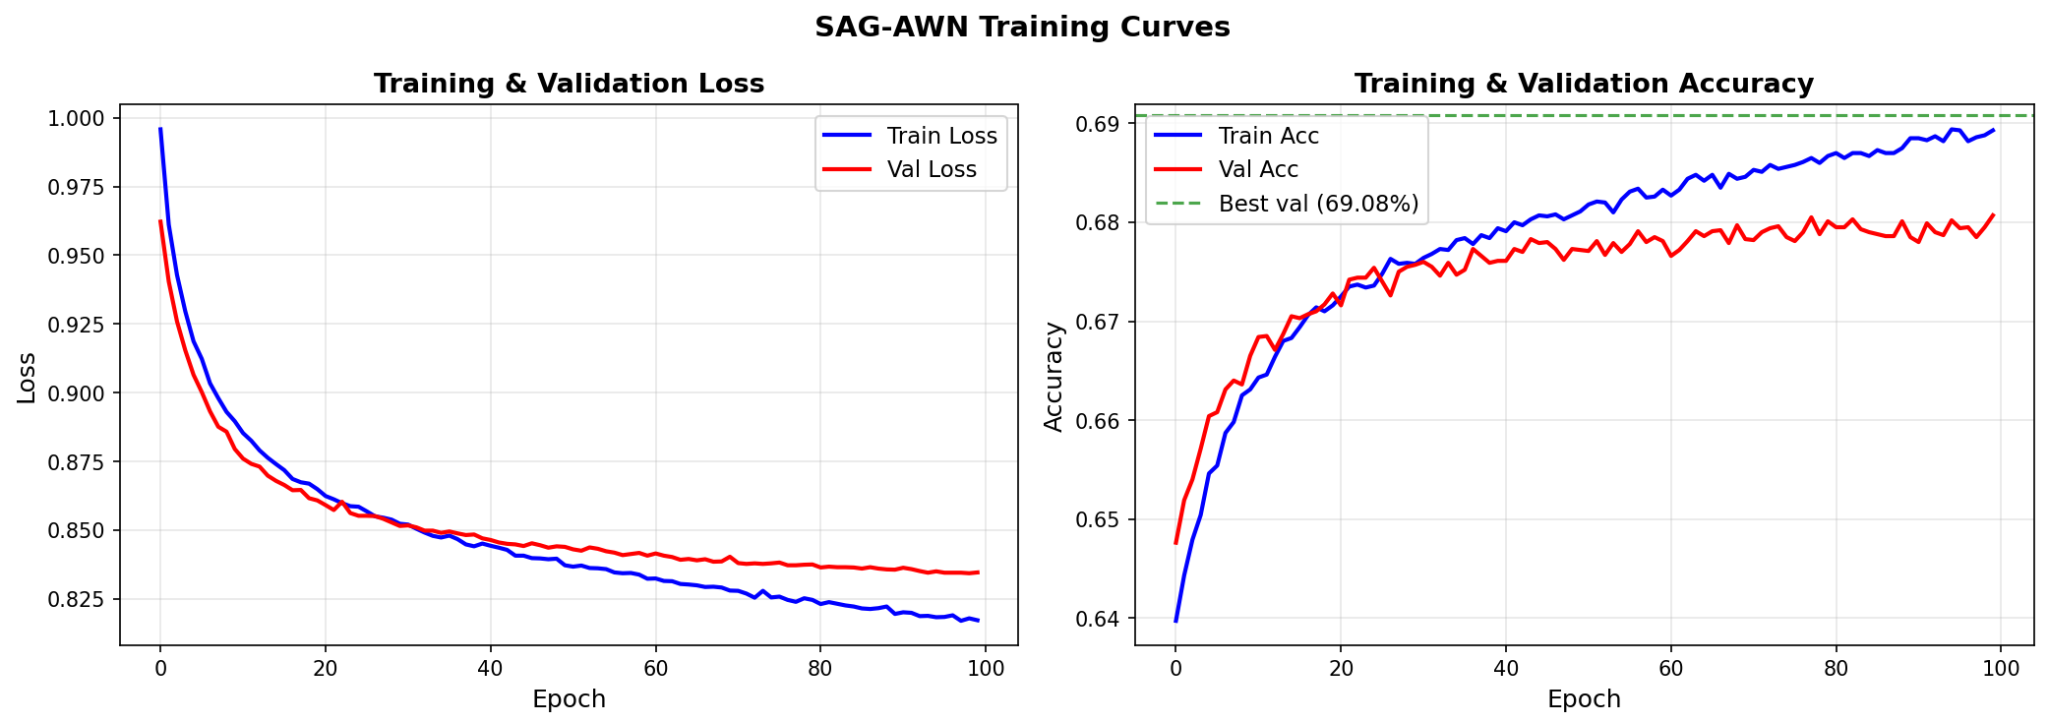 SAG-AWN Training Curves
Training & Validation Loss
1.000
0.975
0.950
0.925
0.900
0.875
0.850
0.825
Loss
Train Loss
Val Loss
0
20
40
60
80
100
Epoch
Training & Validation Accuracy
0.69
0.68
0.67
0.66
0.65
0.64
Accuracy
Train Acc
Val Acc
Best val (69.08%)
0
20
40
60
80
100
Epoch